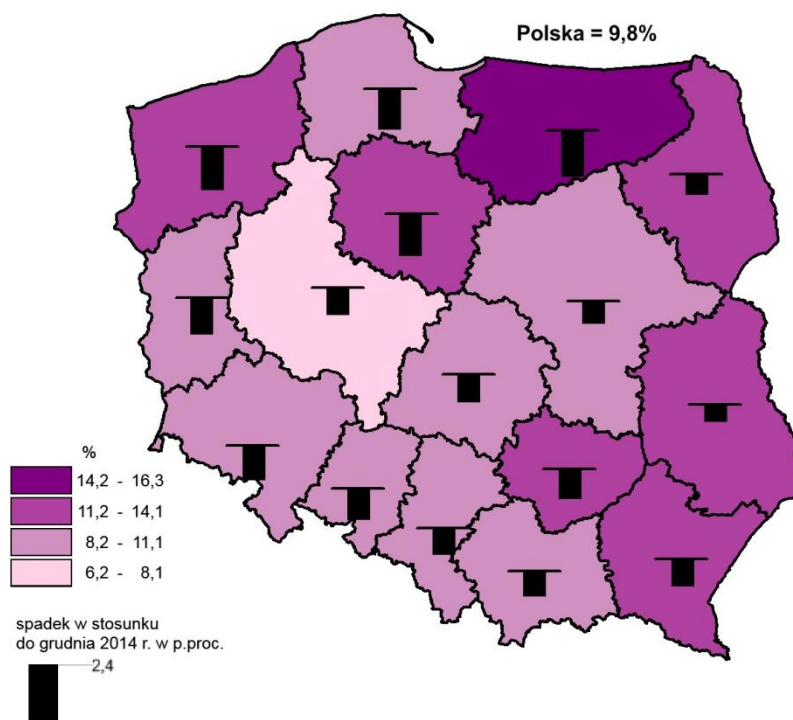 Polska = 9,8%
%
14,2 - 16,3
11,2 - 14,1
8,2 - 11,1
6,2 - 8,1
spadek w stosunku
do grudnia 2014 r. w p.proc.
2,4